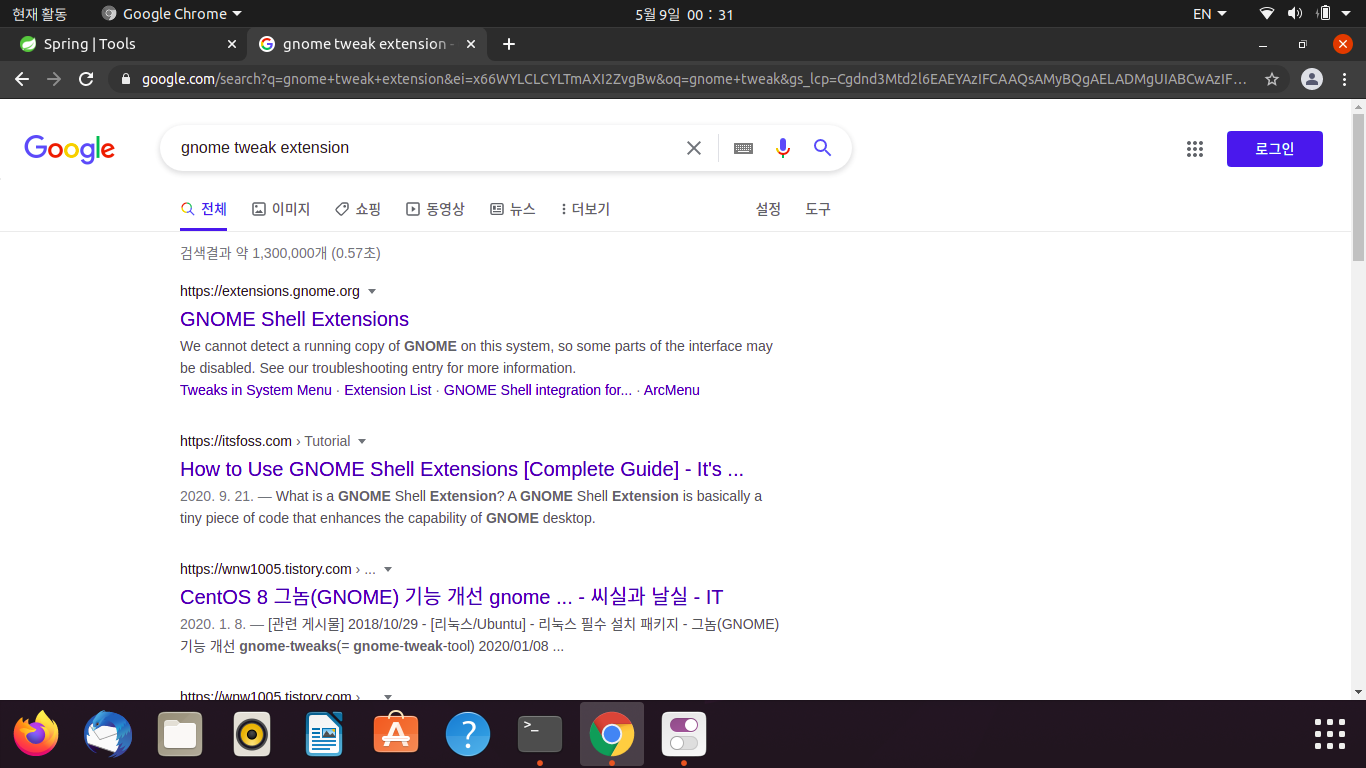 현재 활동 Google Chrome 5월 9일 00 : 31 EN
Spring | Tools gnome tweak extension -
google.com/search?q=gnome+tweak+extension&ei=x66WYLCLCYLTmAXI2ZvgBw&oq=gnome+tweak&gs_lcp=Cgdnd3Mtd2l6EAEYAzIFCAAQsAMyBQgAELADMgUIABCwAzIF…
Google gnome tweak extension 로그인
전체 이미지 쇼핑 동영상 뉴스 더보기 설정 도구
검색결과 약 1,300,000개 (0.57초)
https://extensions.gnome.org
GNOME Shell Extensions
We cannot detect a running copy of GNOME on this system, so some parts of the interface may
be disabled. See our troubleshooting entry for more information.
Tweaks in System Menu · Extension List · GNOME Shell integration for... · ArcMenu
https://itsfoss.com › Tutorial
How to Use GNOME Shell Extensions [Complete Guide] - It's ...
2020. 9. 21. — What is a GNOME Shell Extension? A GNOME Shell Extension is basically a
tiny piece of code that enhances the capability of GNOME desktop.
https://wnw1005.tistory.com › ...
CentOS 8 그놈(GNOME) 기능 개선 gnome ... - 씨실과 날실 - IT
2020. 1. 8. — [관련 게시물] 2018/10/29 - [리눅스/Ubuntu] - 리눅스 필수 설치 패키지 - 그놈(GNOME)
기능 개선 gnome-tweaks(= gnome-tweak-tool) 2020/01/08 ...
https://wnw1005.tistory.com › ...